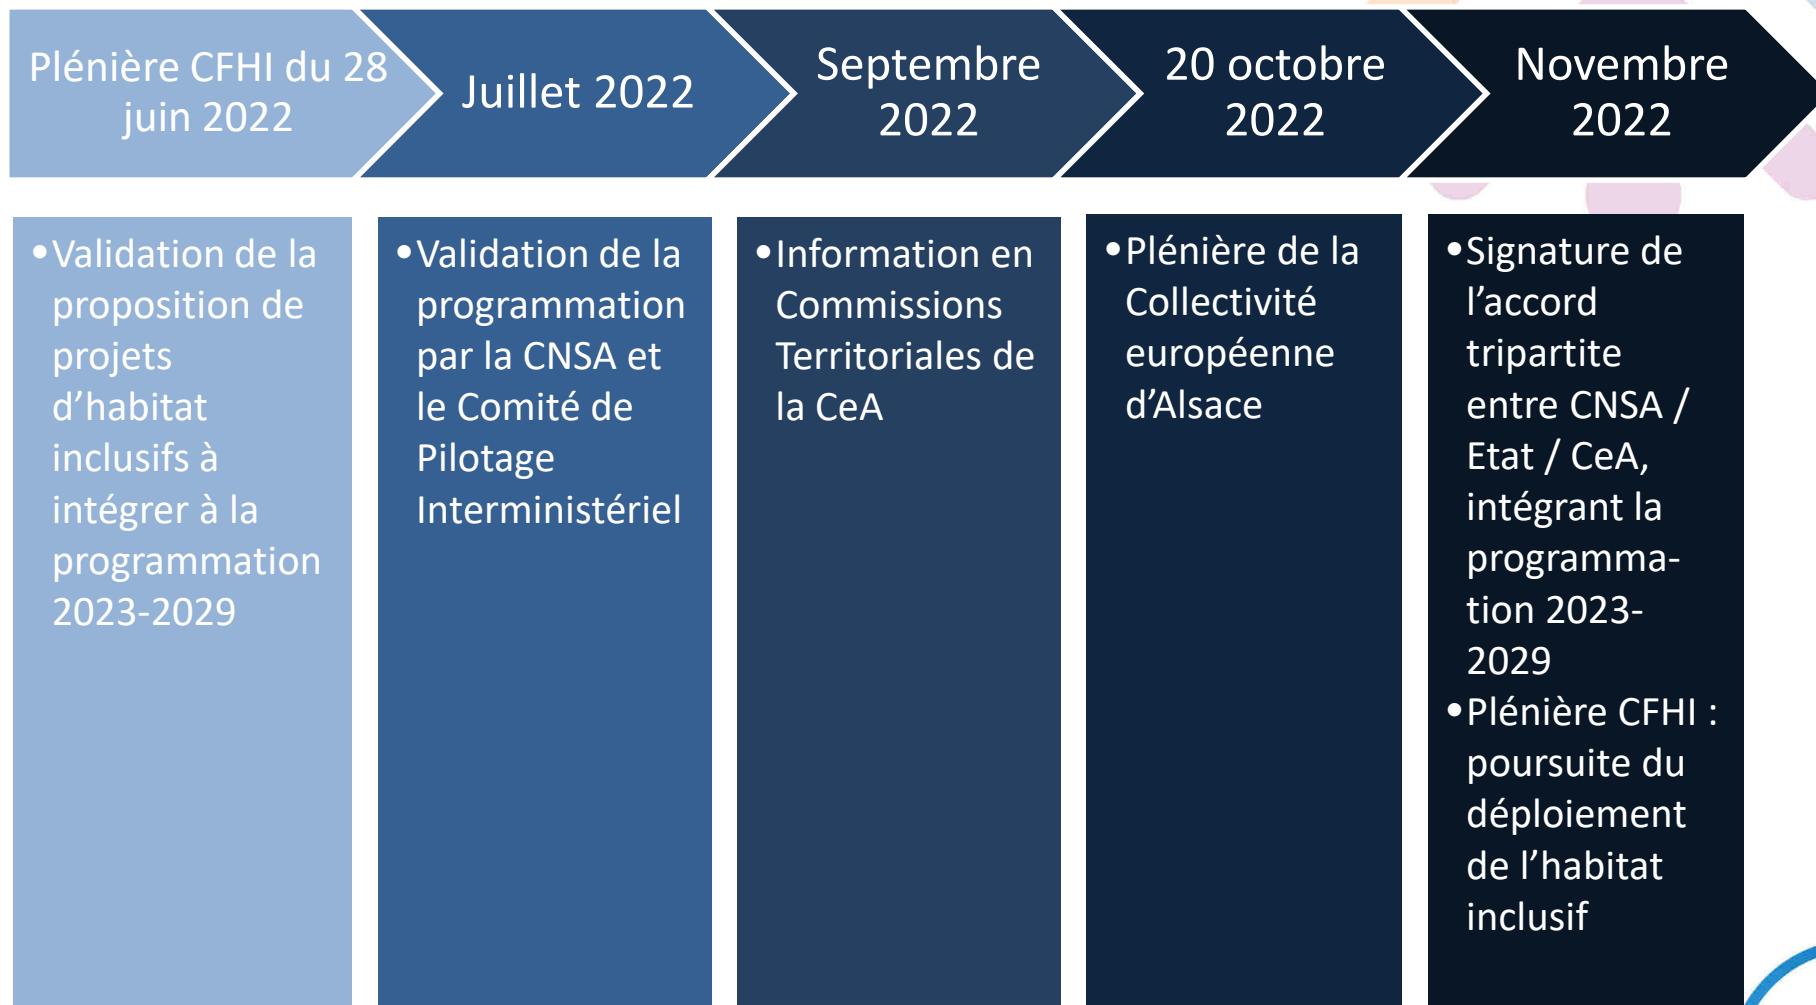 Plénière CFHI du 28
juin 2022
Juillet 2022
Septembre
2022
20 octobre
2022
Novembre
2022
•Validation de la
proposition de
projets
d’habitat
inclusifs à
intégrer à la
programmation
2023-2029
•Validation de la
programmation
par la CNSA et
le Comité de
Pilotage
Interministériel
•Information en
Commissions
Territoriales de
la CeA
•Plénière de la
Collectivité
européenne
d’Alsace
•Signature de
l’accord
tripartite
entre CNSA /
Etat / CeA,
intégrant la
programma-
tion 2023-
2029
•Plénière CFHI :
poursuite du
déploiement
de l’habitat
inclusif